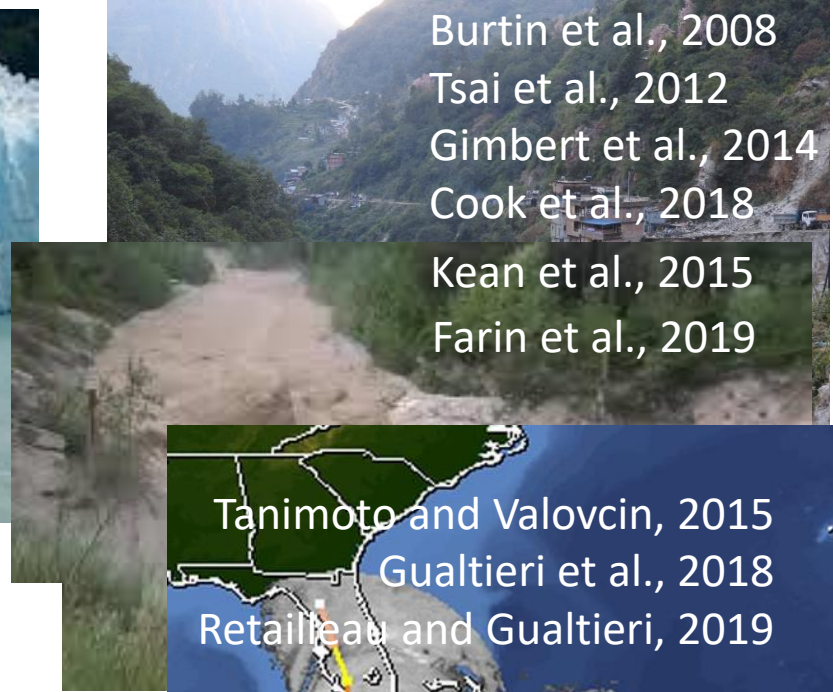 Burtin et al., 2008
Tsai et al., 2012
Gimbert et al., 2014
Cook et al., 2018
Kean et al., 2015
Farin et al., 2019
Tanimoto and Valovcin, 2015
Gualtieri et al., 2018
Retailleau and Gualtieri, 2019